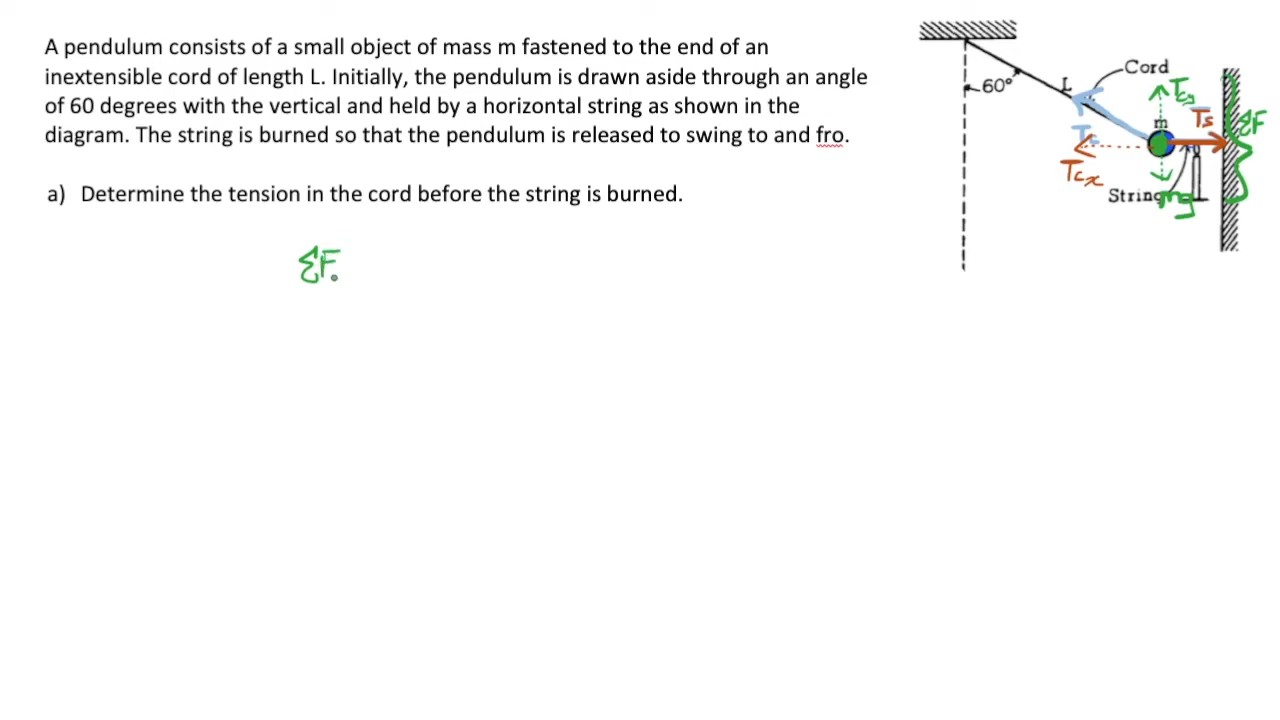 A pendulum consists of a small object of mass m fastened to the end of an
inextensible cord of length L. Initially, the pendulum is drawn aside through an angle
of 60 degrees with the vertical and held by a horizontal string as shown in the
diagram. The string is burned so that the pendulum is released to swing to and fro.
a) Determine the tension in the cord before the string is burned.
ΣF
60°
L
Cord
Tcy
m
Ts
ΣF
Tcx
String
mg